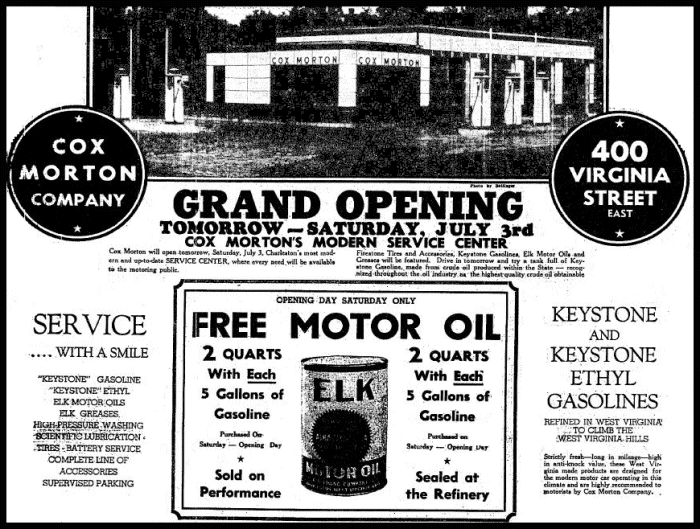 COX MORTON
COX MORTON
COX
MORTON
COMPANY
400
VIRGINIA
STREET
EAST
Photo by Bollinger
GRAND OPENING
TOMORROW — SATURDAY, JULY 3rd
COX MORTON'S MODERN SERVICE CENTER
Cox Morton will open tomorrow, Saturday, July 3, Charleston's most mod-
ern and up-to-date SERVICE CENTER, where every need will be available
to the motoring public.
Firestone Tires and Accessories, Keystone Gasolines, Elk Motor Oils and
Greases will be featured. Drive in tomorrow and try a tank full of Key-
stone Gasoline, made from crude oil produced within the State — recog-
nized throughout the oil industry as the highest quality crude oil obtainable
SERVICE
.... WITH A SMILE
"KEYSTONE" GASOLINE
"KEYSTONE" ETHYL
ELK MOTOR OILS
ELK GREASES
HIGH-PRESSURE WASHING
SCIENTIFIC LUBRICATION
TIRES - BATTERY SERVICE
COMPLETE LINE OF
ACCESSORIES
SUPERVISED PARKING
OPENING DAY SATURDAY ONLY
FREE MOTOR OIL
2 QUARTS
With Each
5 Gallons of
Gasoline
Purchased On
Saturday — Opening Day
Sold on
Performance
ELK
MOTOR OIL
2 QUARTS
With Each
5 Gallons of
Gasoline
Purchased on
Saturday — Opening Day
Sealed at
the Refinery
KEYSTONE
AND
KEYSTONE
ETHYL
GASOLINES
REFINED IN WEST VIRGINIA
TO CLIMB THE
WEST VIRGINIA HILLS
Strictly fresh—long in mileage—high
in anti-knock value, these West Vir-
ginia made products are designed for
the modern motor car operating in this
climate and are highly recommended to
motorists by Cox Morton Company.